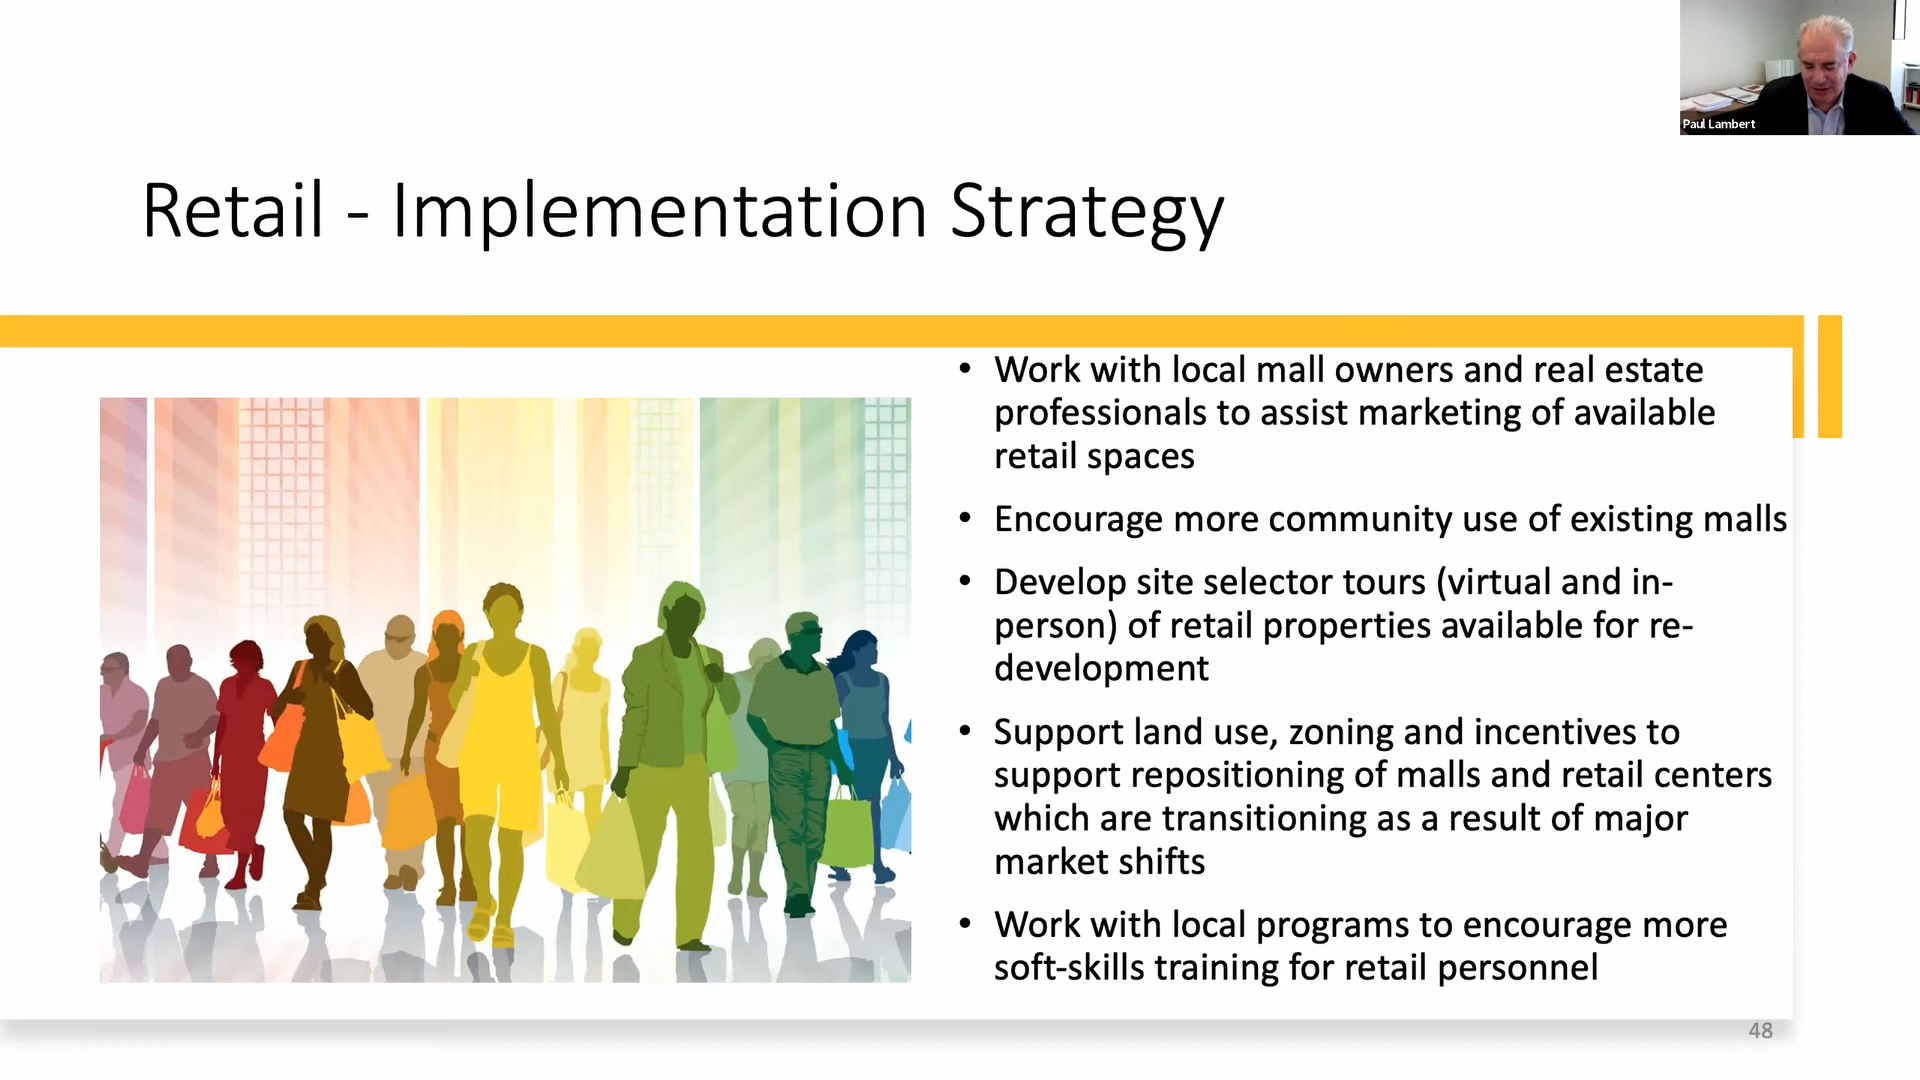 Paul Lambert
Retail - Implementation Strategy
• Work with local mall owners and real estate
professionals to assist marketing of available
retail spaces
• Encourage more community use of existing malls
• Develop site selector tours (virtual and in-
person) of retail properties available for re-
development
• Support land use, zoning and incentives to
support repositioning of malls and retail centers
which are transitioning as a result of major
market shifts
• Work with local programs to encourage more
soft-skills training for retail personnel
48